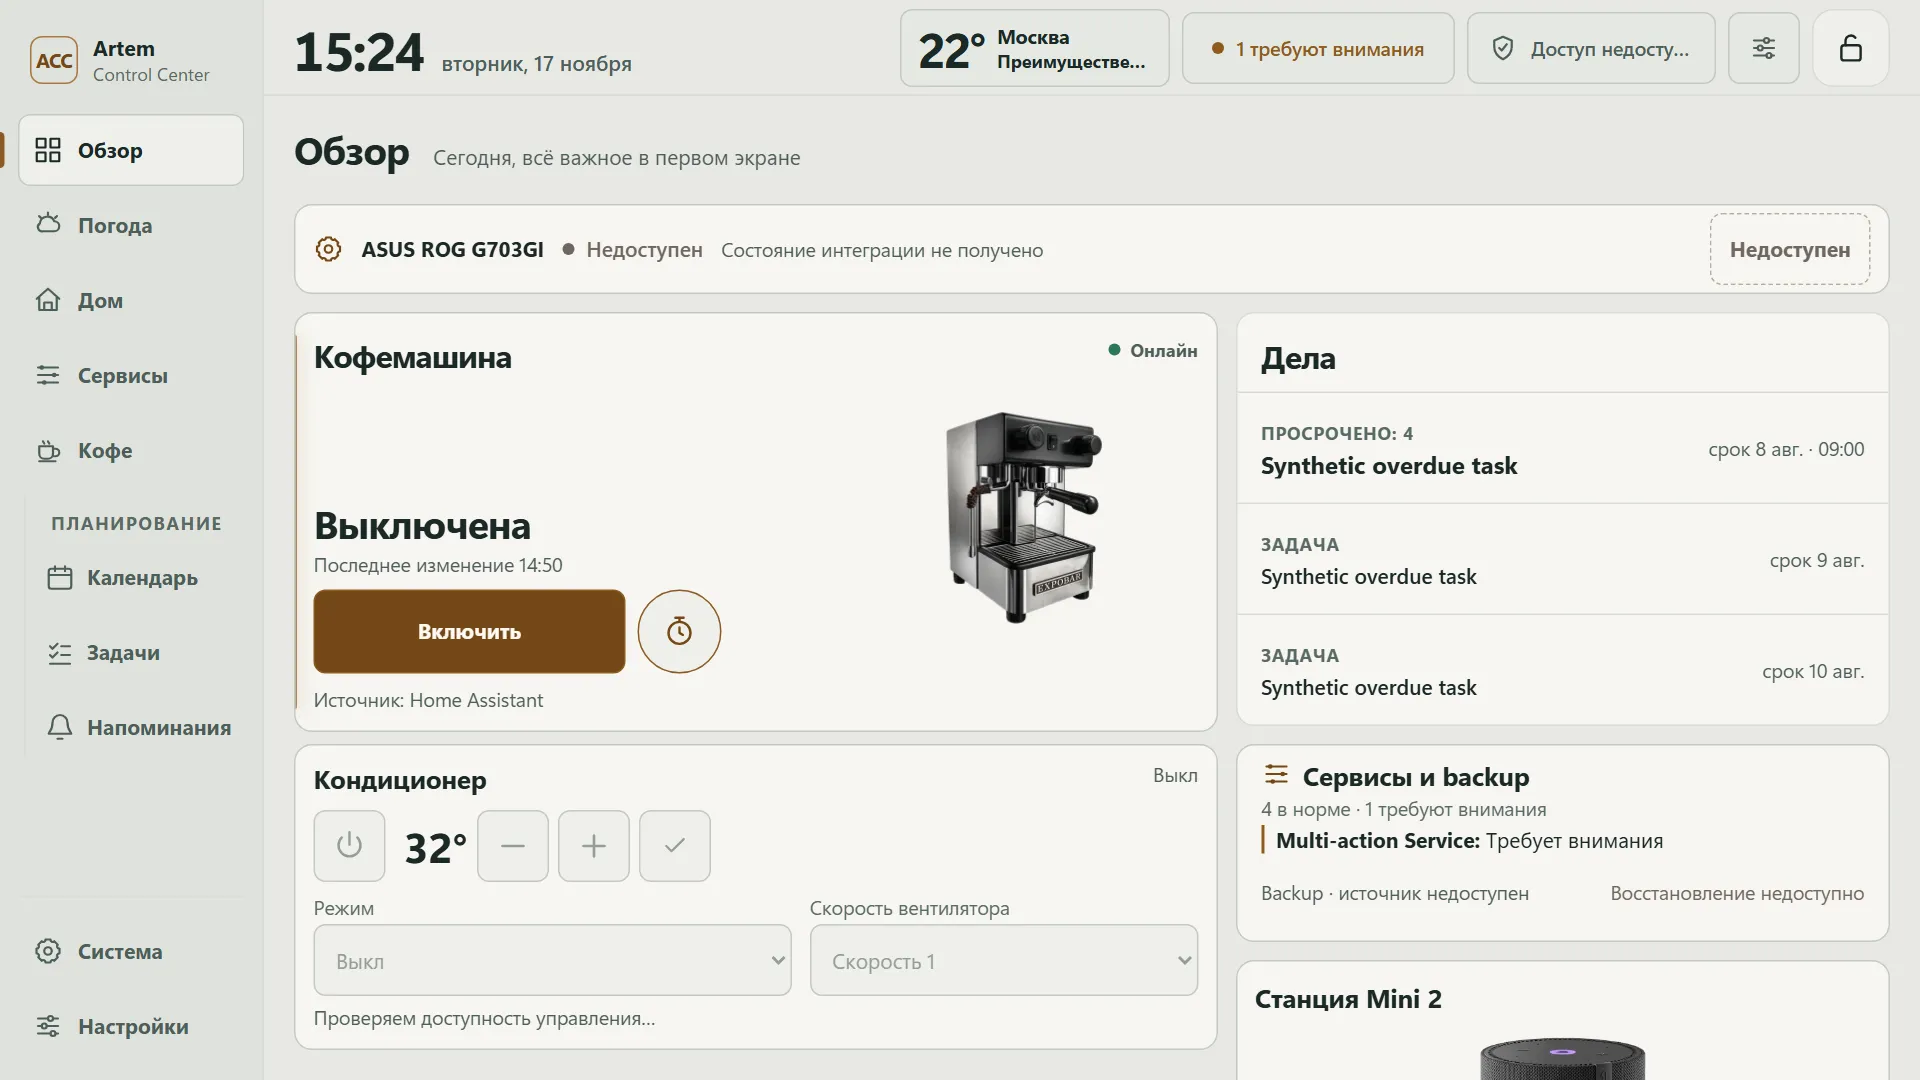 ACC
Artem
Control Center
15:24
вторник, 17 ноября
22°
Москва
Преимуществе...
1 требуют внимания
Доступ недосту...
Обзор
Погода
Дом
Сервисы
Кофе
ПЛАНИРОВАНИЕ
Календарь
Задачи
Напоминания
Система
Настройки
Обзор
Сегодня, всё важное в первом экране
ASUS ROG G703GI
Недоступен
Состояние интеграции не получено
Недоступен
Кофемашина
Онлайн
EXPOBAR
Выключена
Последнее изменение 14:50
Включить
Источник: Home Assistant
Дела
ПРОСРОЧЕНО: 4
Synthetic overdue task
срок 8 авг. · 09:00
ЗАДАЧА
Synthetic overdue task
срок 9 авг.
ЗАДАЧА
Synthetic overdue task
срок 10 авг.
Кондиционер
Выкл
32°
Режим
Выкл
Скорость вентилятора
Скорость 1
Проверяем доступность управления...
Сервисы и backup
4 в норме · 1 требуют внимания
Multi-action Service: Требует внимания
Backup · источник недоступен
Восстановление недоступно
Станция Mini 2